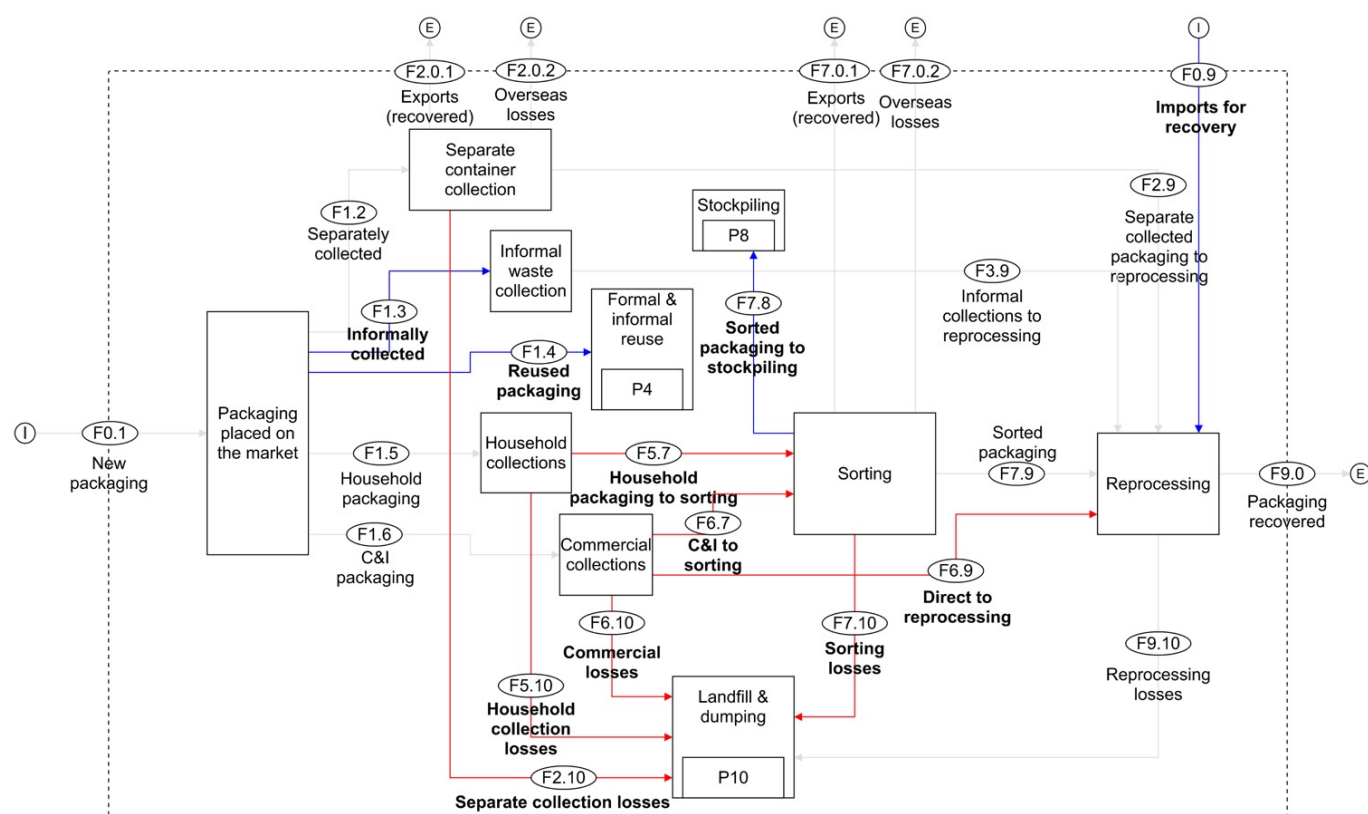 E
E
E
E
I
F2.0.1
F2.0.2
F7.0.1
F7.0.2
F0.9
Exports
(recovered)
Overseas
losses
Exports
(recovered)
Overseas
losses
Imports for
recovery
Separate
container
collection
F1.2
Separately
collected
Stockpiling
P8
F2.9
Separate
collected
packaging to
reprocessing
Informal
waste
collection
F3.9
Informal
collections to
reprocessing
F1.3
Informally
collected
Formal &
informal
reuse
P4
F7.8
Sorted
packaging to
stockpiling
F1.4
Reused
packaging
Packaging
placed on
the market
I
F0.1
New
packaging
F1.5
Household
packaging
Household
collections
F5.7
Household
packaging to sorting
Sorting
Sorted
packaging
F7.9
Reprocessing
F9.0
Packaging
recovered
E
F1.6
C&I
packaging
Commercial
collections
F6.7
C&I to
sorting
F6.9
Direct to
reprocessing
F6.10
Commercial
losses
F7.10
Sorting
losses
F9.10
Reprocessing
losses
F5.10
Household
collection
losses
Landfill &
dumping
P10
F2.10
Separate collection losses